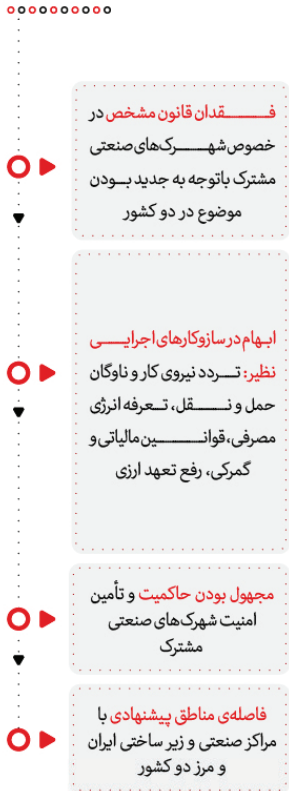 فقدان قانون مشخص در
خصوص شهرک‌های صنعتی
مشترک باتوجه به جدید بودن
موضوع در دو کشور
ابهام در سازوکارهای اجرایی
نظیر: تردد نیروی کار و ناوگان
حمل و نقل، تعرفه انرژی
مصرفی، قوانین مالیاتی و
گمرکی، رفع تعهد ارزی
مجهول بودن حاکمیت و تأمین
امنیت شهرک‌های صنعتی
مشترک
فاصله‌ی مناطق پیشنهادی با
مراکز صنعتی و زیر ساختی ایران
و مرز دو کشور